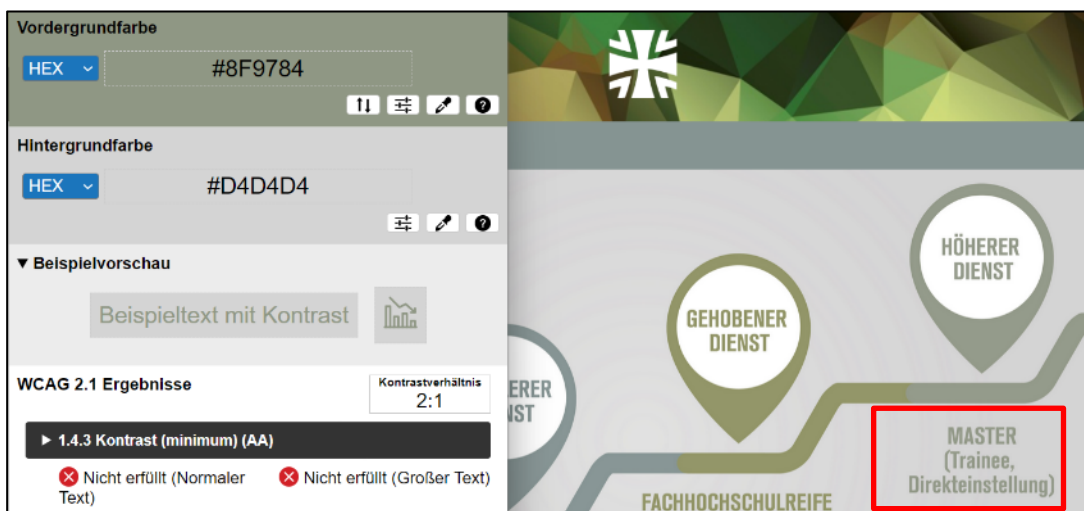 Vordergrundfarbe
HEX
#8F9784
Hintergrundfarbe
HEX
#D4D4D4
▼ Beispielvorschau
Beispieltext mit Kontrast
WCAG 2.1 Ergebnisse
Kontrastverhältnis
2:1
▶ 1.4.3 Kontrast (minimum) (AA)
Nicht erfüllt (Normaler
Text)
Nicht erfüllt (Großer Text)
HÖHERER
DIENST
GEHOBENER
DIENST
ERER
NST
MASTER
(Trainee,
Direkteinstellung)
FACHHOCHSCHULREIFE